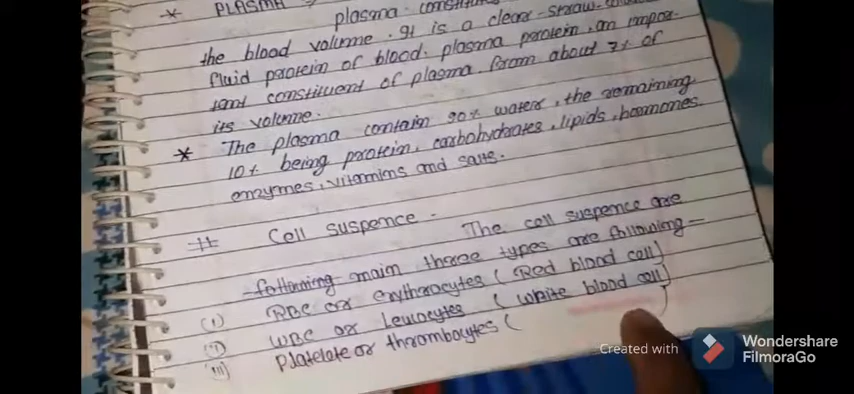 * PLASMA
plasma constitute
the blood volume. It is a clear straw
fluid protein of blood. plasma protein, an impor-
tant constituent of plasma. from about 7% of
its volume.
* The plasma contain 90% waters, the remaining
10% being protein, carbohydrates, lipids, hormones
enzymes, vitamins and salts.
# Cell suspence -
The cell suspence are
following main three types are following -
(i) RBC or erythrocytes (Red blood cell)
(ii) WBC or Leucocytes (White blood cell)
(iii) Platelate or thrombocytes ( )
Created with
Wondershare
FilmoraGo